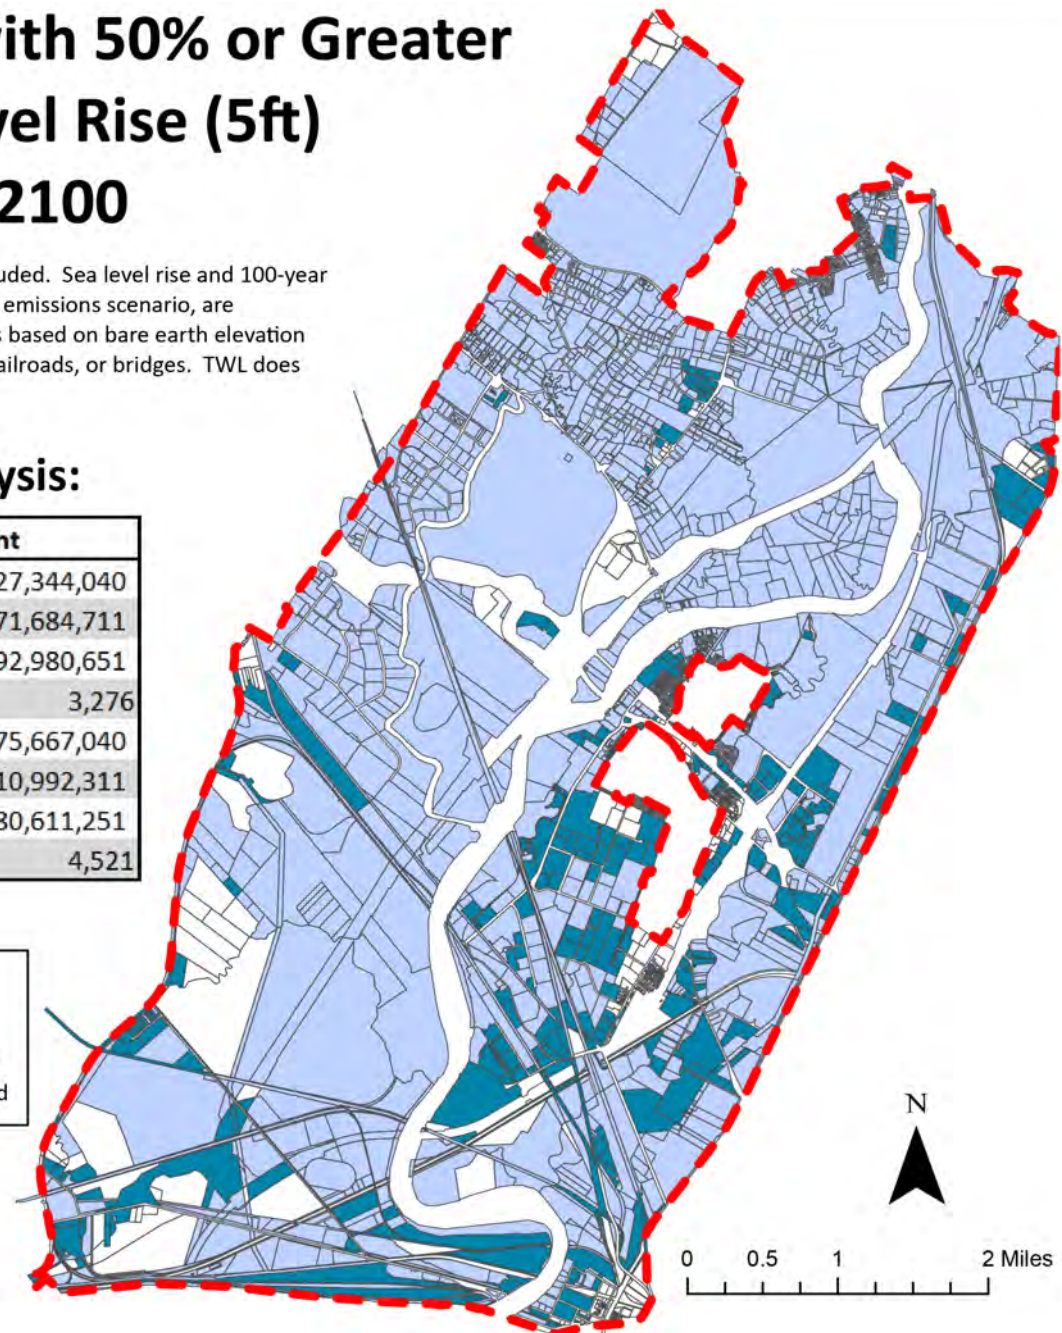 with 50% or Greater
vel Rise (5ft)
2100
uded. Sea level rise and 100-year
emissions scenario, are
s based on bare earth elevation
ailroads, or bridges. TWL does
ysis:
nt
27,344,040
71,684,711
92,980,651
3,276
75,667,040
10,992,311
80,611,251
4,521
d
N
0 0.5 1 2 Miles